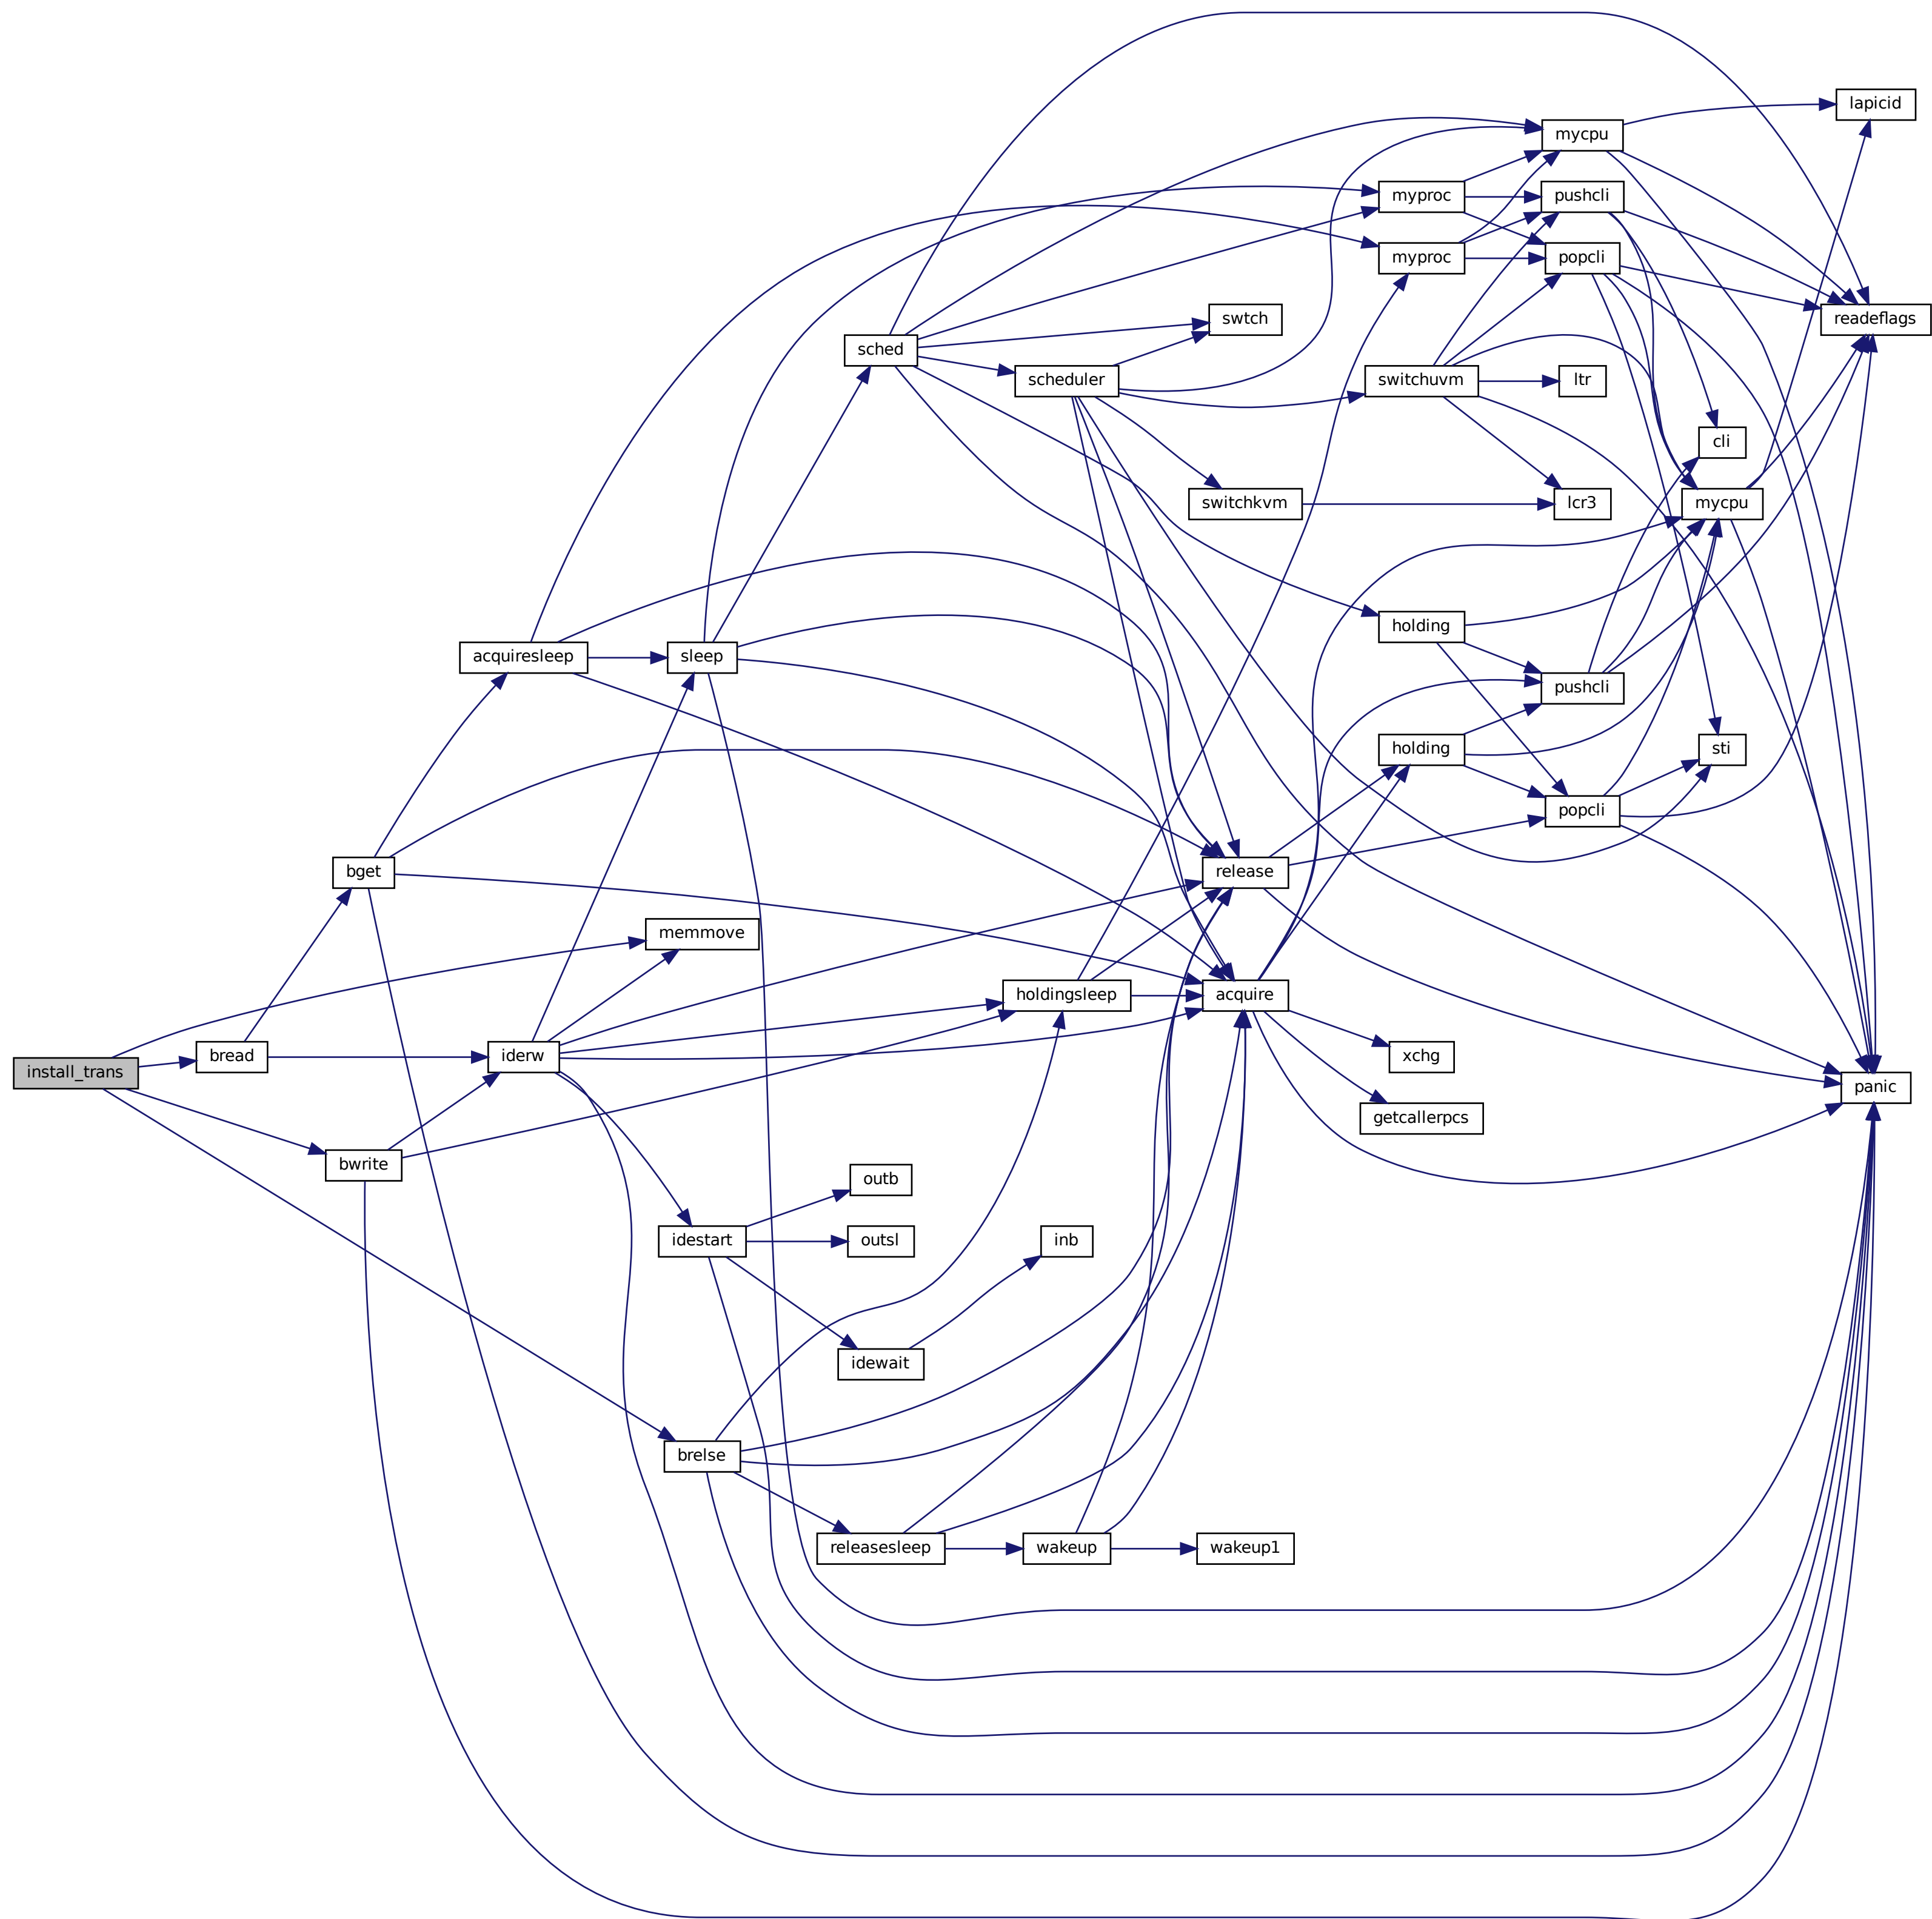 lapicid
mycpu
myproc
pushcli
myproc
popcli
swtch
readeflags
sched
scheduler
switchuvm
ltr
cli
switchkvm
lcr3
mycpu
holding
acquiresleep
sleep
pushcli
holding
sti
popcli
bget
release
memmove
holdingsleep
acquire
bread
iderw
xchg
install_trans
panic
getcallerpcs
bwrite
outb
idestart
outsl
inb
idewait
brelse
releasesleep
wakeup
wakeup1